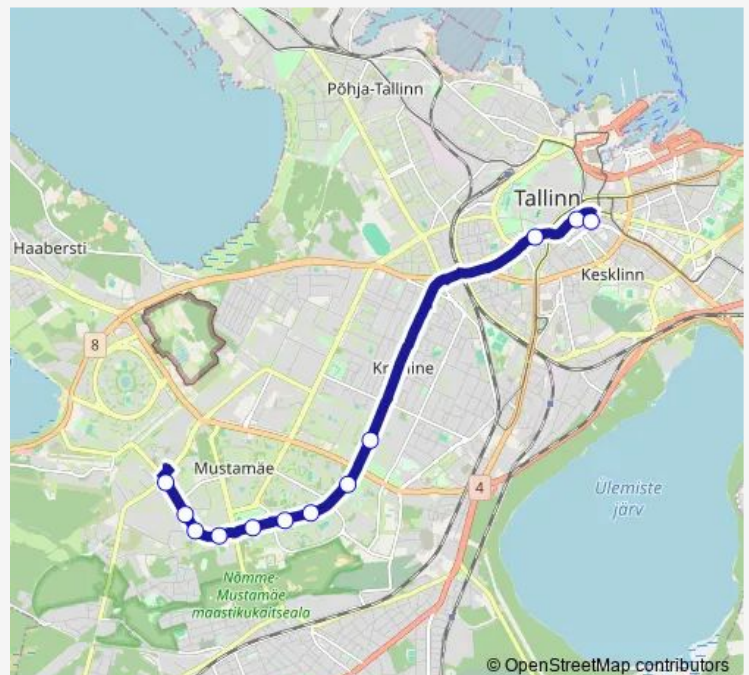 Põhja-Tallinn
Tallinn
Haabersti
Kesklinn
8
Mustamäe
4
Ülemiste
järv
Nõmme-
Mustamäe
maastikukaitseala
© OpenStreetMap contributors